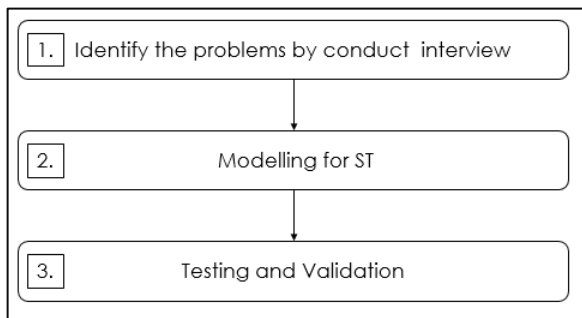 1. Identify the problems by conduct interview
2. Modelling for ST
3. Testing and Validation